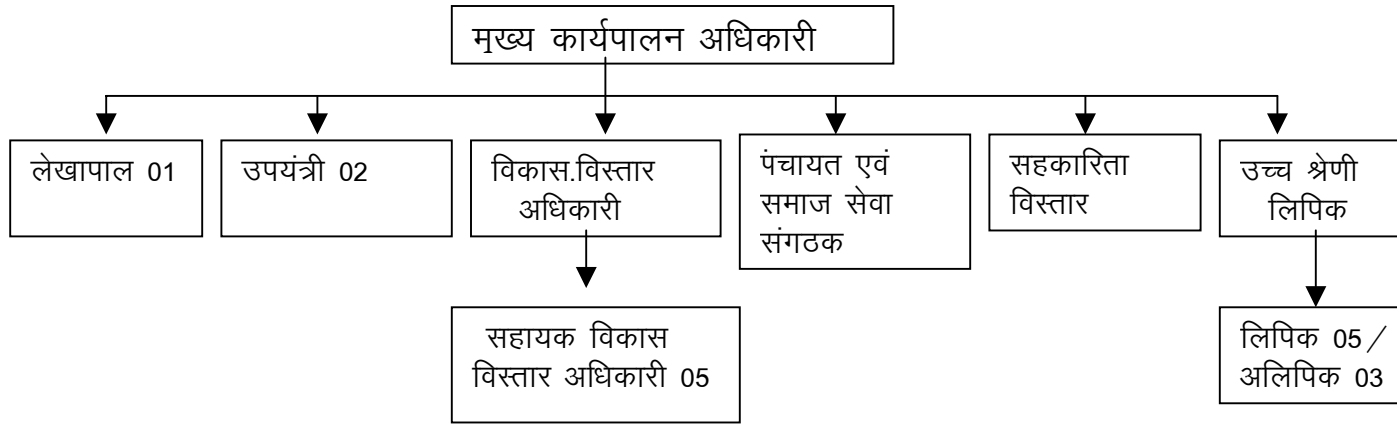 मुख्य कार्यपालन अधिकारी
लेखापाल 01
उपयंत्री 02
विकास.विस्तार
अधिकारी
पंचायत एवं
समाज सेवा
संगठक
सहकारिता
विस्तार
उच्च श्रेणी
लिपिक
सहायक विकास
विस्तार अधिकारी 05
लिपिक 05 /
अलिपिक 03